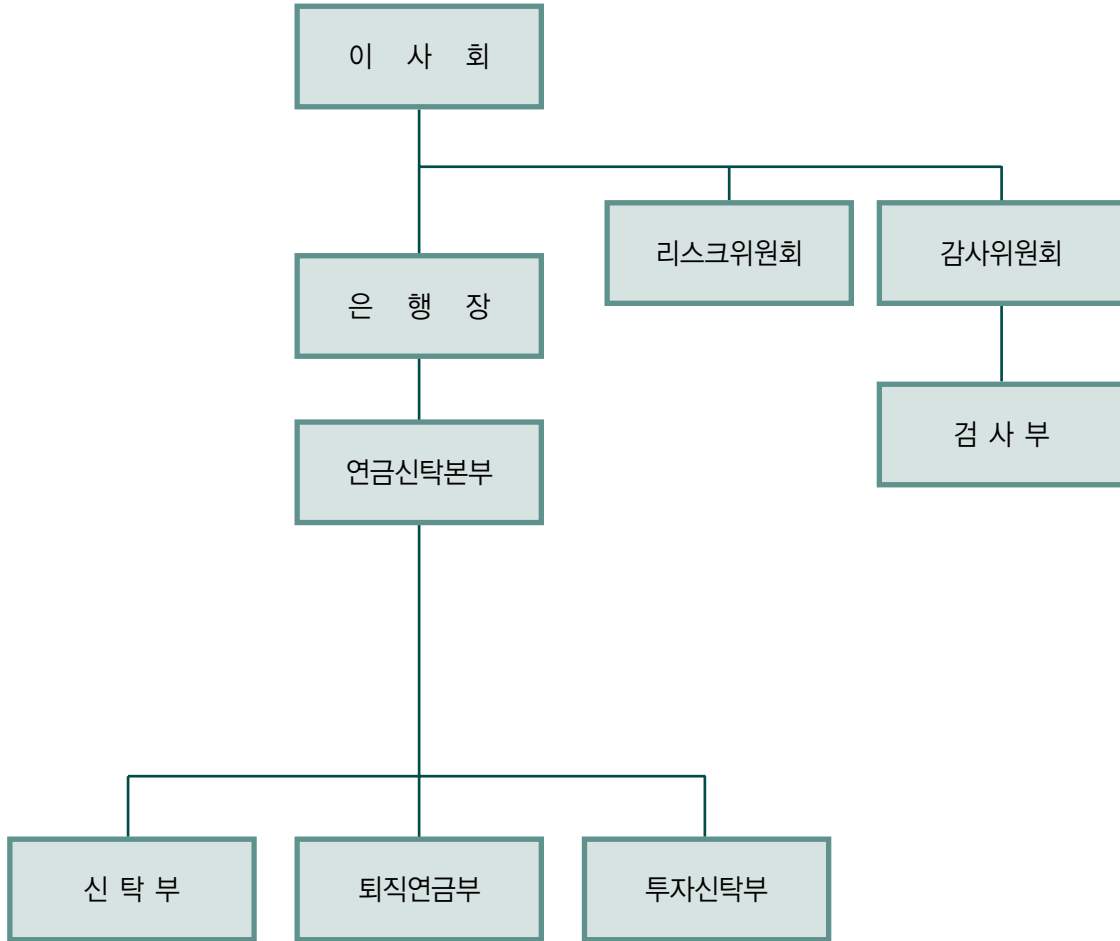 이 사 회
리스크위원회
감사위원회
은 행 장
검 사 부
연금신탁본부
신 탁 부
퇴직연금부
투자신탁부